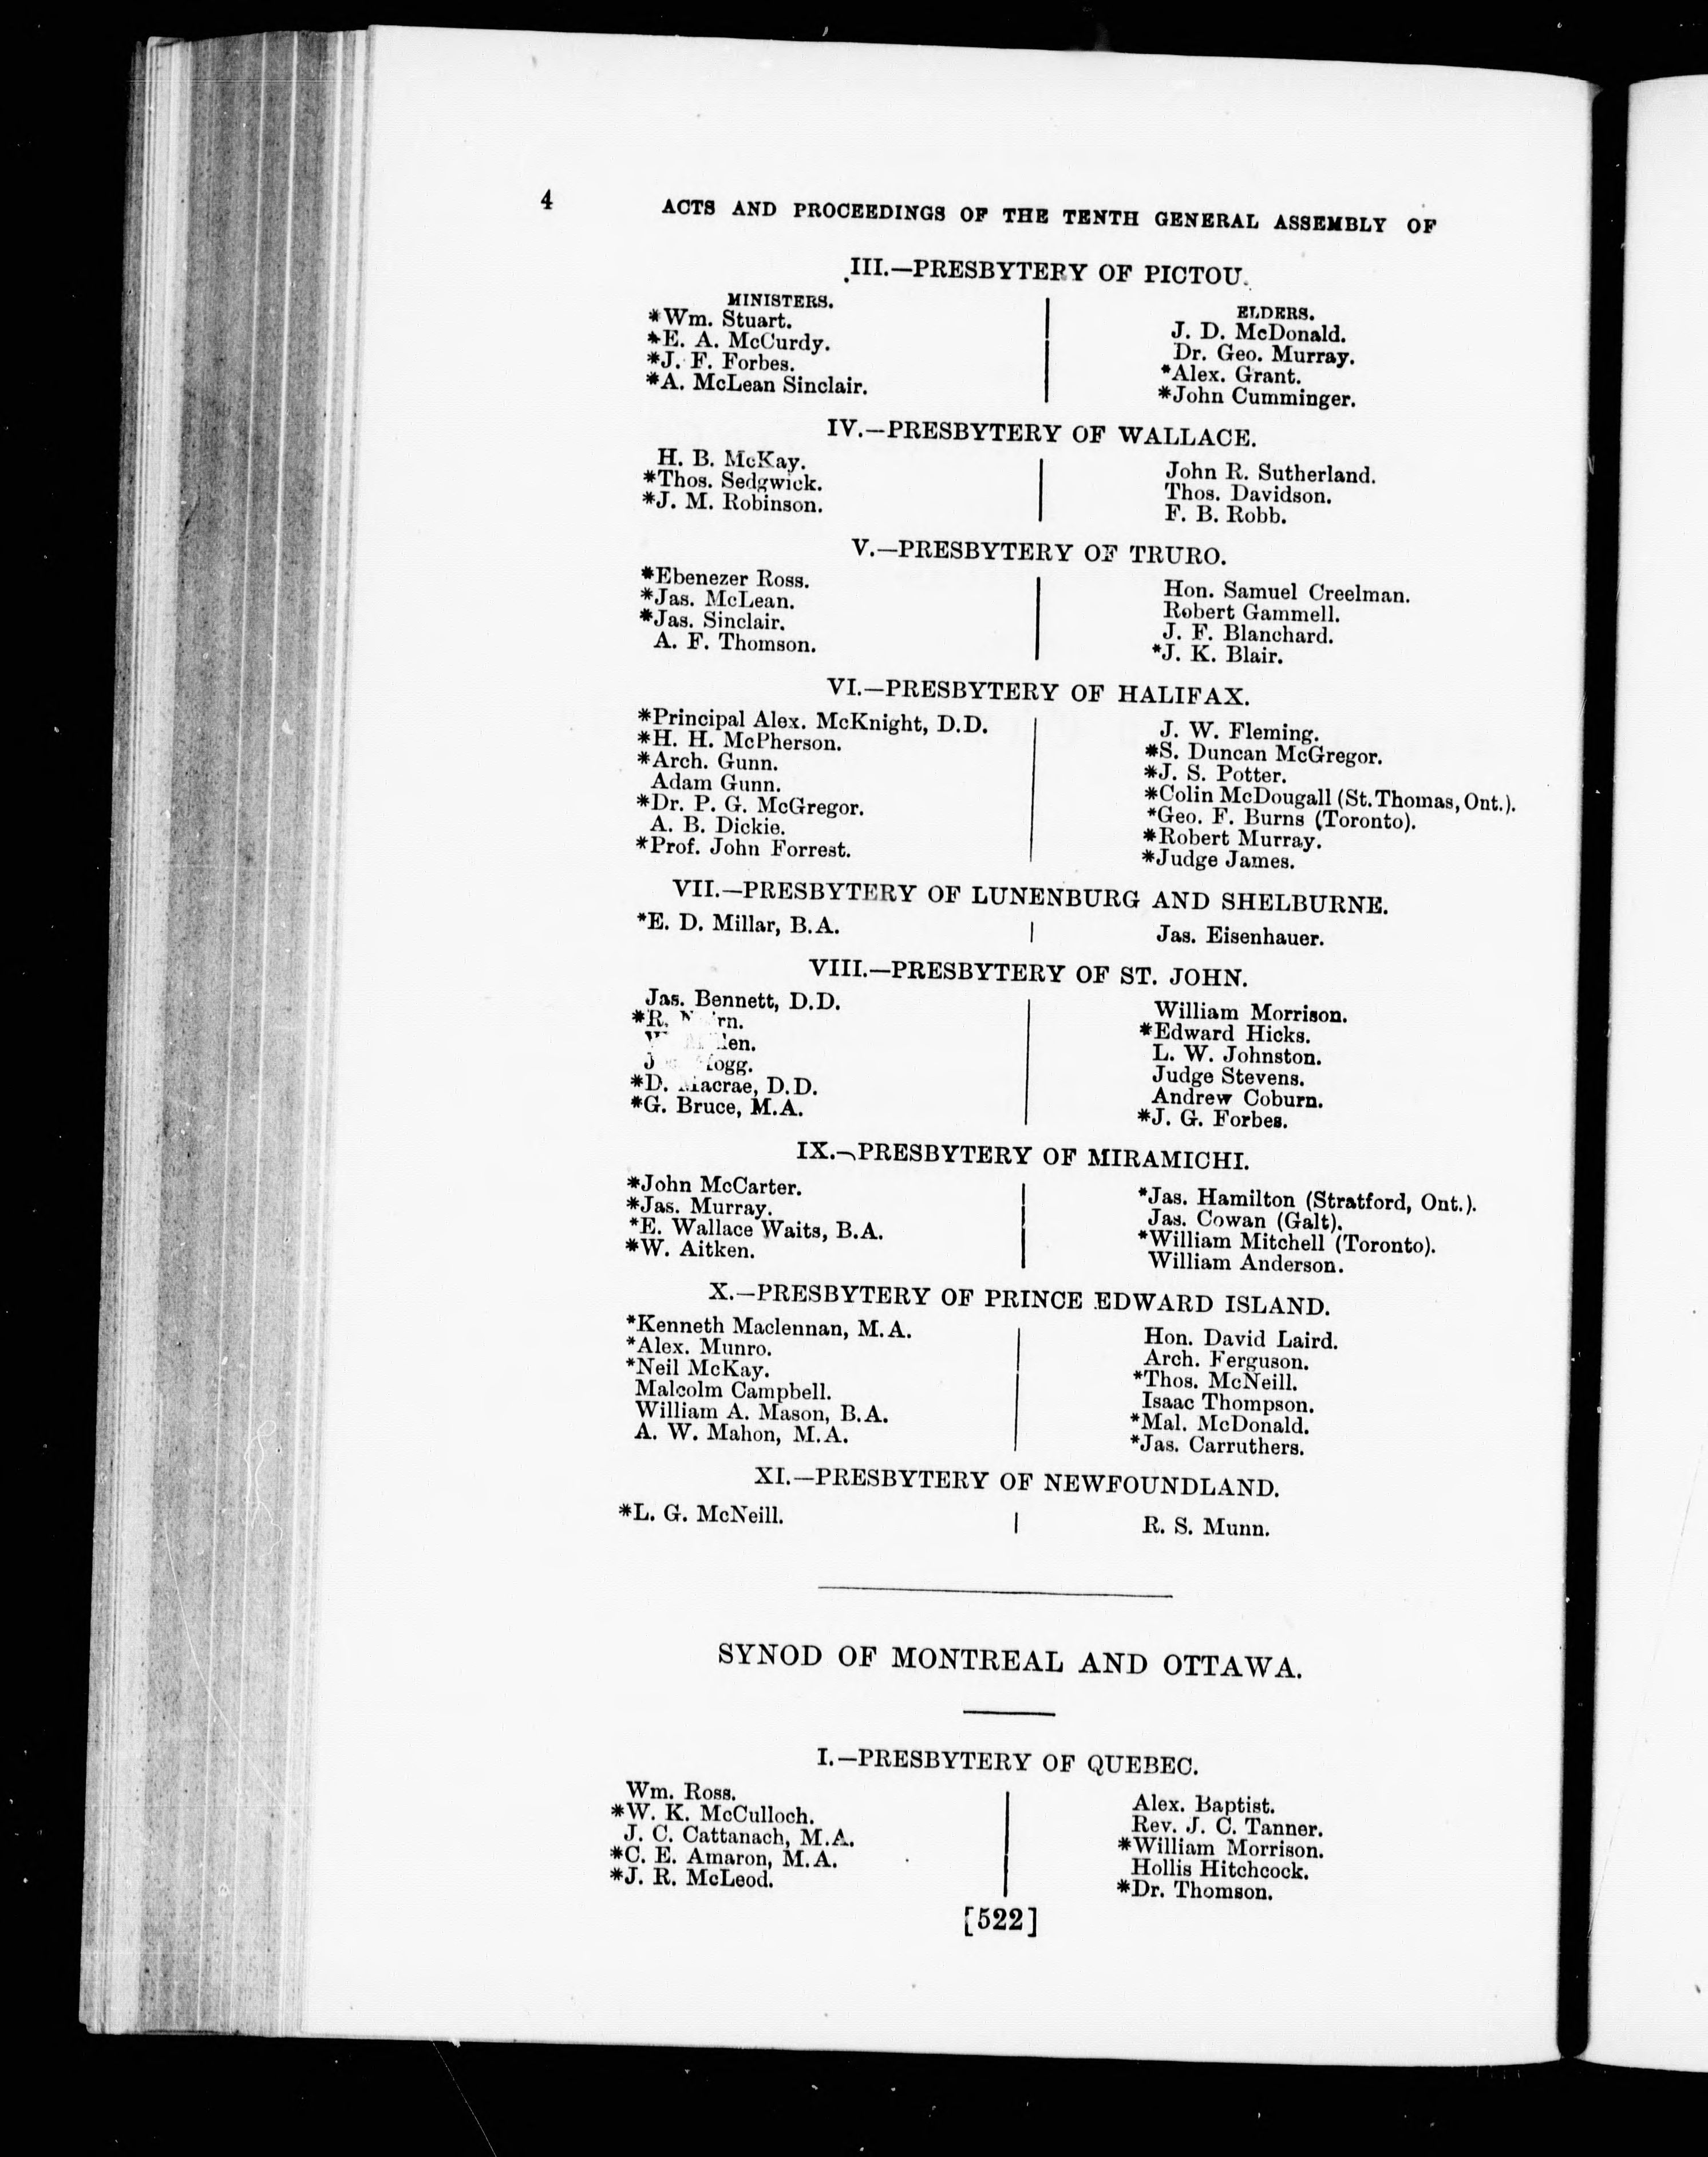 4 ACTS AND PROCEEDINGS OF THE TENTH GENERAL ASSEMBLY OF
III.—PRESBYTERY OF PICTOU.
MINISTERS.
*Wm. Stuart.
*E. A. McCurdy.
*J. F. Forbes.
*A. McLean Sinclair.
ELDERS.
J. D. McDonald.
Dr. Geo. Murray.
*Alex. Grant.
*John Cumminger.
IV.—PRESBYTERY OF WALLACE.
H. B. McKay.
*Thos. Sedgwick.
*J. M. Robinson.
John R. Sutherland.
Thos. Davidson.
F. B. Robb.
V.—PRESBYTERY OF TRURO.
*Ebenezer Ross.
*Jas. McLean.
*Jas. Sinclair.
A. F. Thomson.
Hon. Samuel Creelman.
Robert Gammell.
J. F. Blanchard.
*J. K. Blair.
VI.—PRESBYTERY OF HALIFAX.
*Principal Alex. McKnight, D.D.
*H. H. McPherson.
*Arch. Gunn.
Adam Gunn.
*Dr. P. G. McGregor.
A. B. Dickie.
*Prof. John Forrest.
J. W. Fleming.
*S. Duncan McGregor.
*J. S. Potter.
*Colin McDougall (St. Thomas, Ont.).
*Geo. F. Burns (Toronto).
*Robert Murray.
*Judge James.
VII.—PRESBYTERY OF LUNENBURG AND SHELBURNE.
*E. D. Millar, B.A.
Jas. Eisenhauer.
VIII.—PRESBYTERY OF ST. JOHN.
Jas. Bennett, D.D.
*R.
*D. Macrae, D.D.
*G. Bruce, M.A.
William Morrison.
*Edward Hicks.
L. W. Johnston.
Judge Stevens.
Andrew Coburn.
*J. G. Forbes.
IX.—PRESBYTERY OF MIRAMICHI.
*John McCarter.
*Jas. Murray.
*E. Wallace Waits, B.A.
*W. Aitken.
*Jas. Hamilton (Stratford, Ont.).
Jas. Cowan (Galt).
*William Mitchell (Toronto).
William Anderson.
X.—PRESBYTERY OF PRINCE EDWARD ISLAND.
*Kenneth Maclennan, M.A.
*Alex. Munro.
*Neil McKay.
Malcolm Campbell.
William A. Mason, B.A.
A. W. Mahon, M.A.
Hon. David Laird.
Arch. Ferguson.
*Thos. McNeill.
Isaac Thompson.
*Mal. McDonald.
*Jas. Carruthers.
XI.—PRESBYTERY OF NEWFOUNDLAND.
*L. G. McNeill.
R. S. Munn.
SYNOD OF MONTREAL AND OTTAWA.
I.—PRESBYTERY OF QUEBEC.
Wm. Ross.
*W. K. McCulloch.
J. C. Cattanach, M.A.
*C. E. Amaron, M.A.
*J. R. McLeod.
Alex. Baptist.
Rev. J. C. Tanner.
*William Morrison.
Hollis Hitchcock.
*Dr. Thomson.
[522]